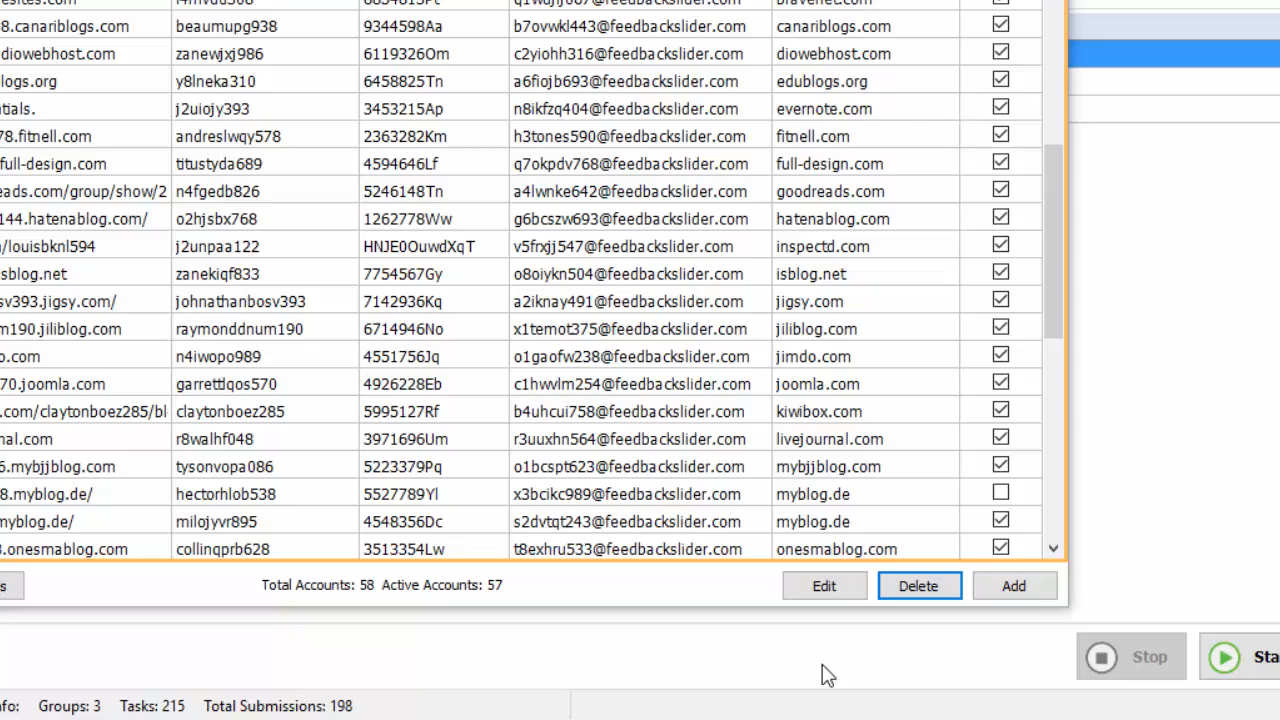 8.canariblogs.com beaumupg938 9344598Aa b7ovwkl443@feedbackslider.com canariblogs.com
diowebhost.com zanewjxj986 6119326Om c2yiohh316@feedbackslider.com diowebhost.com
logs.org y8lneka310 6458825Tn a6fiojb693@feedbackslider.com edublogs.org
tials. j2uiojy393 3453215Ap n8ikfzq404@feedbackslider.com evernote.com
78.fitnell.com andreslwqy578 2363282Km h3tones590@feedbackslider.com fitnell.com
full-design.com titustyda689 4594646Lf q7okpdv768@feedbackslider.com full-design.com
eads.com/group/show/2 n4fgedb826 5246148Tn a4lwnke642@feedbackslider.com goodreads.com
144.hatenablog.com/ o2hjsbx768 1262778Ww g6bcszw693@feedbackslider.com hatenablog.com
/louisbknl594 j2unpaa122 HNJE0OuwdXqT v5frxjj547@feedbackslider.com inspectd.com
sblog.net zanekiqf833 7754567Gy o8oiykn504@feedbackslider.com isblog.net
sv393.jigsy.com/ johnathanbosv393 7142936Kq a2iknay491@feedbackslider.com jigsy.com
m190.jiliblog.com raymonddnum190 6714946No x1temot375@feedbackslider.com jiliblog.com
o.com n4iwopo989 4551756Jq o1gaofw238@feedbackslider.com jimdo.com
70.joomla.com garrettlqos570 4926228Eb c1hwvlm254@feedbackslider.com joomla.com
.com/claytonboez285/bl claytonboez285 5995127Rf b4uhcui758@feedbackslider.com kiwibox.com
nal.com r8walhf048 3971696Um r3uuxhn564@feedbackslider.com livejournal.com
6.mybjjblog.com tysonvopa086 5223379Pq o1bcspt623@feedbackslider.com mybjjblog.com
8.myblog.de/ hectorhlob538 5527789Yl x3bcikc989@feedbackslider.com myblog.de
myblog.de/ milojyvr895 4548356Dc s2dvtqt243@feedbackslider.com myblog.de
8.onesmablog.com collinqprb628 3513354Lw t8exhru533@feedbackslider.com onesmablog.com
s Total Accounts: 58 Active Accounts: 57 Edit Delete Add
Stop Sta
nfo: Groups: 3 Tasks: 215 Total Submissions: 198